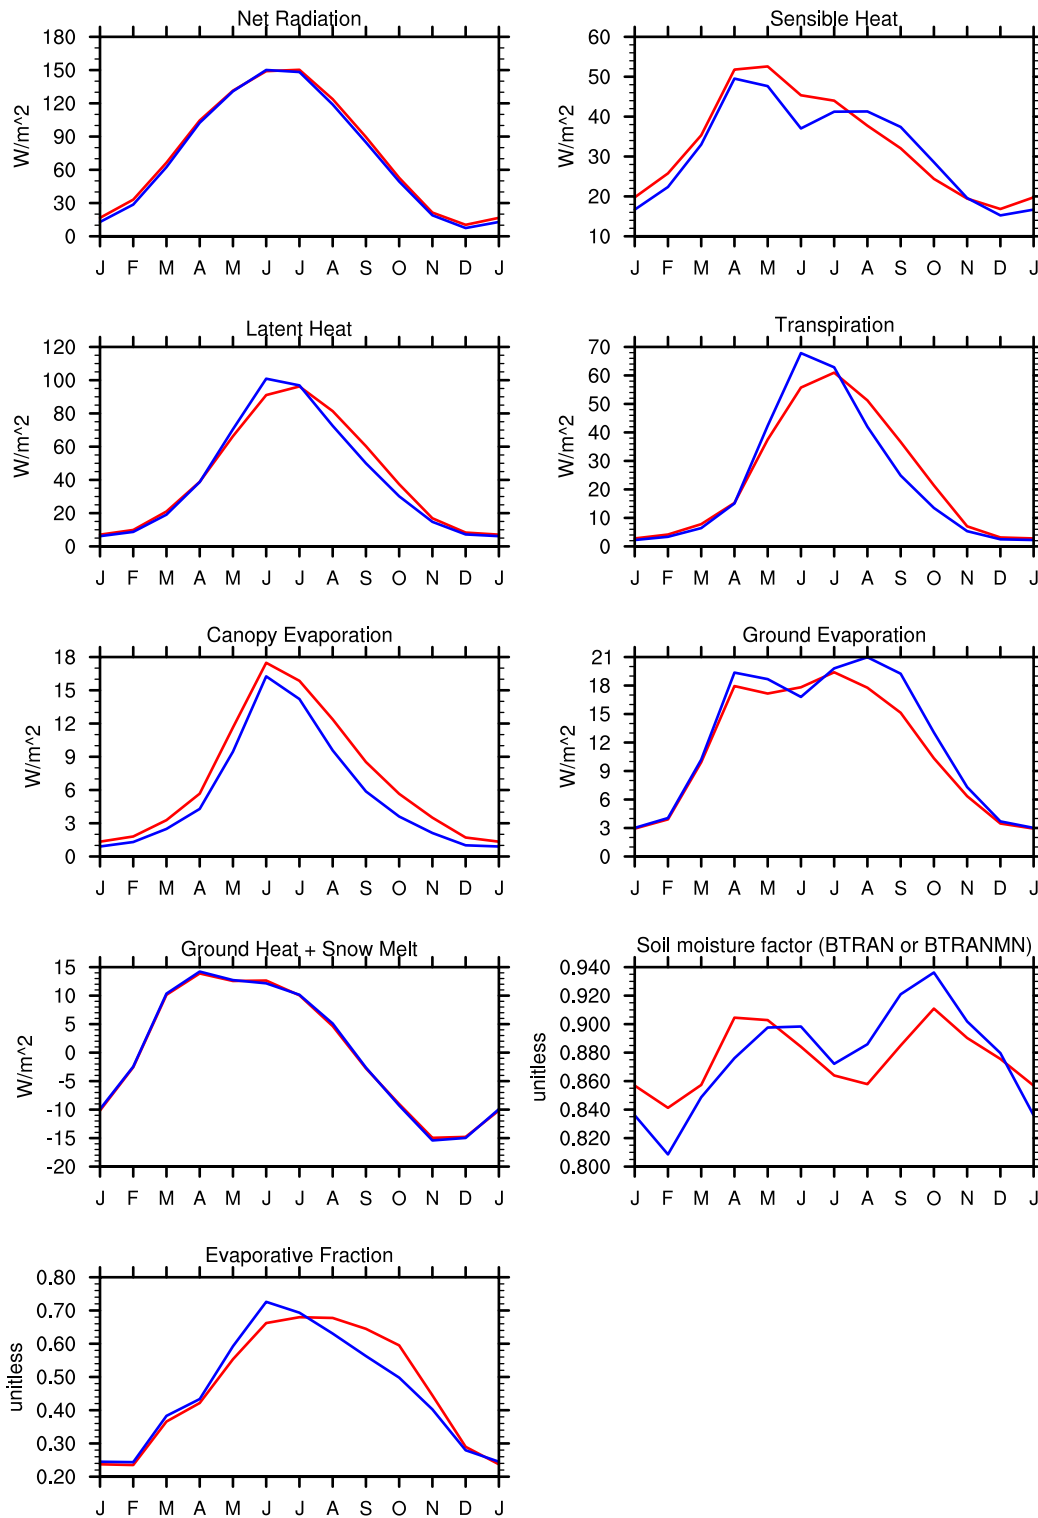 Net Radiation
180
150
120
90
60
30
0
W/m^2
J F M A M J J A S O N D J
Sensible Heat
60
50
40
30
20
10
W/m^2
J F M A M J J A S O N D J
Latent Heat
120
100
80
60
40
20
0
W/m^2
J F M A M J J A S O N D J
Transpiration
70
60
50
40
30
20
10
0
W/m^2
J F M A M J J A S O N D J
Canopy Evaporation
18
15
12
9
6
3
0
W/m^2
J F M A M J J A S O N D J
Ground Evaporation
21
18
15
12
9
6
3
0
W/m^2
J F M A M J J A S O N D J
Ground Heat + Snow Melt
15
10
5
0
-5
-10
-15
-20
W/m^2
J F M A M J J A S O N D J
Soil moisture factor (BTRAN or BTRANMN)
0.940
0.920
0.900
0.880
0.860
0.840
0.820
0.800
unitless
J F M A M J J A S O N D J
Evaporative Fraction
0.80
0.70
0.60
0.50
0.40
0.30
0.20
unitless
J F M A M J J A S O N D J